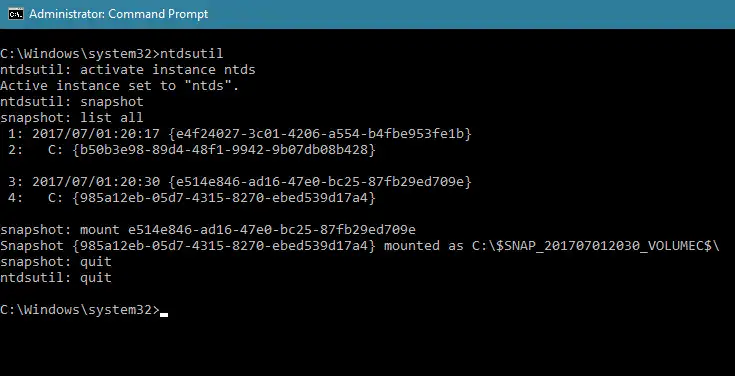 Administrator: Command Prompt
C:\Windows\system32>ntdsutil
ntdsutil: activate instance ntds
Active instance set to "ntds".
ntdsutil: snapshot
snapshot: list all
 1: 2017/07/01:20:17 {e4f24027-3c01-4206-a554-b4fbe953fe1b}
 2:   C: {b50b3e98-89d4-48f1-9942-9b07db08b428}
 3: 2017/07/01:20:30 {e514e846-ad16-47e0-bc25-87fb29ed709e}
 4:   C: {985a12eb-05d7-4315-8270-ebed539d17a4}
snapshot: mount e514e846-ad16-47e0-bc25-87fb29ed709e
Snapshot {985a12eb-05d7-4315-8270-ebed539d17a4} mounted as C:\$SNAP_201707012030_VOLUMEC$\
snapshot: quit
ntdsutil: quit
C:\Windows\system32>